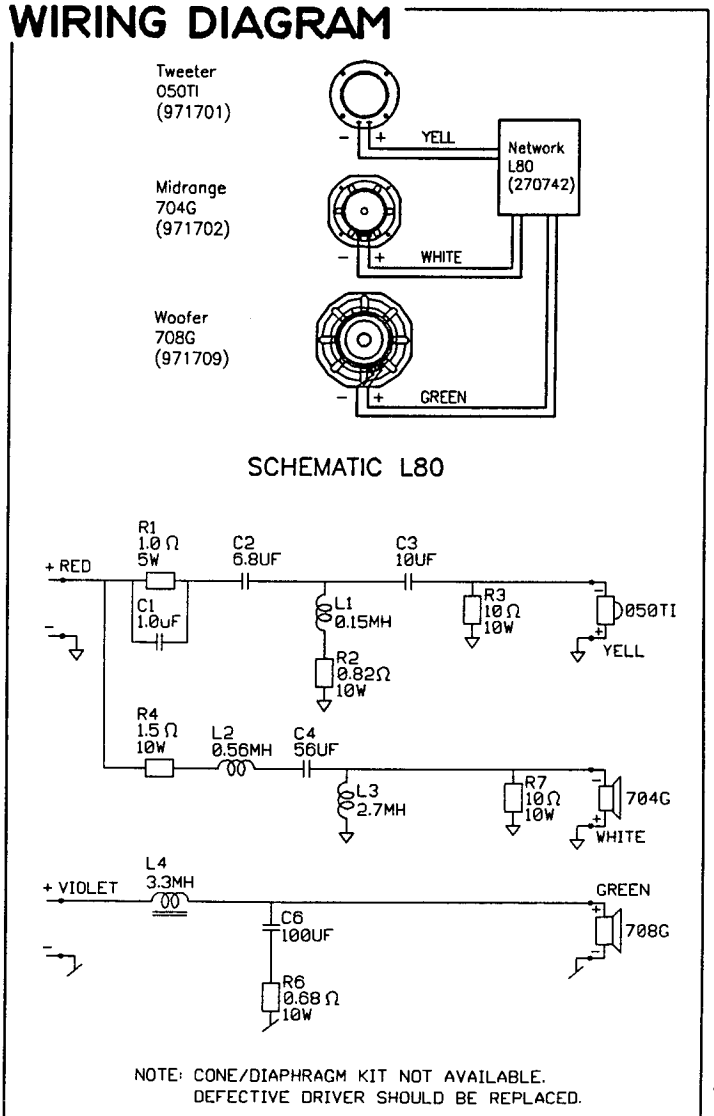 WIRING DIAGRAM
Tweeter
050TI
(971701)
- +
YELL
Network
L80
(270742)
Midrange
704G
(971702)
- +
WHITE
Woofer
708G
(971709)
- +
GREEN
SCHEMATIC L80
R1
1.0 Ω
5W
C2
6.8UF
C3
10UF
+ RED
C1
1.0uF
-
L1
0.15MH
R2
0.82Ω
10W
R3
10Ω
10W
-
050TI
+
YELL
R4
1.5 Ω
10W
L2
0.56MH
C4
56UF
L3
2.7MH
R7
10Ω
10W
-
704G
+
WHITE
L4
3.3MH
+ VIOLET
-
C6
100UF
R6
0.68 Ω
10W
GREEN
+
708G
-
NOTE: CONE/DIAPHRAGM KIT NOT AVAILABLE.
DEFECTIVE DRIVER SHOULD BE REPLACED.